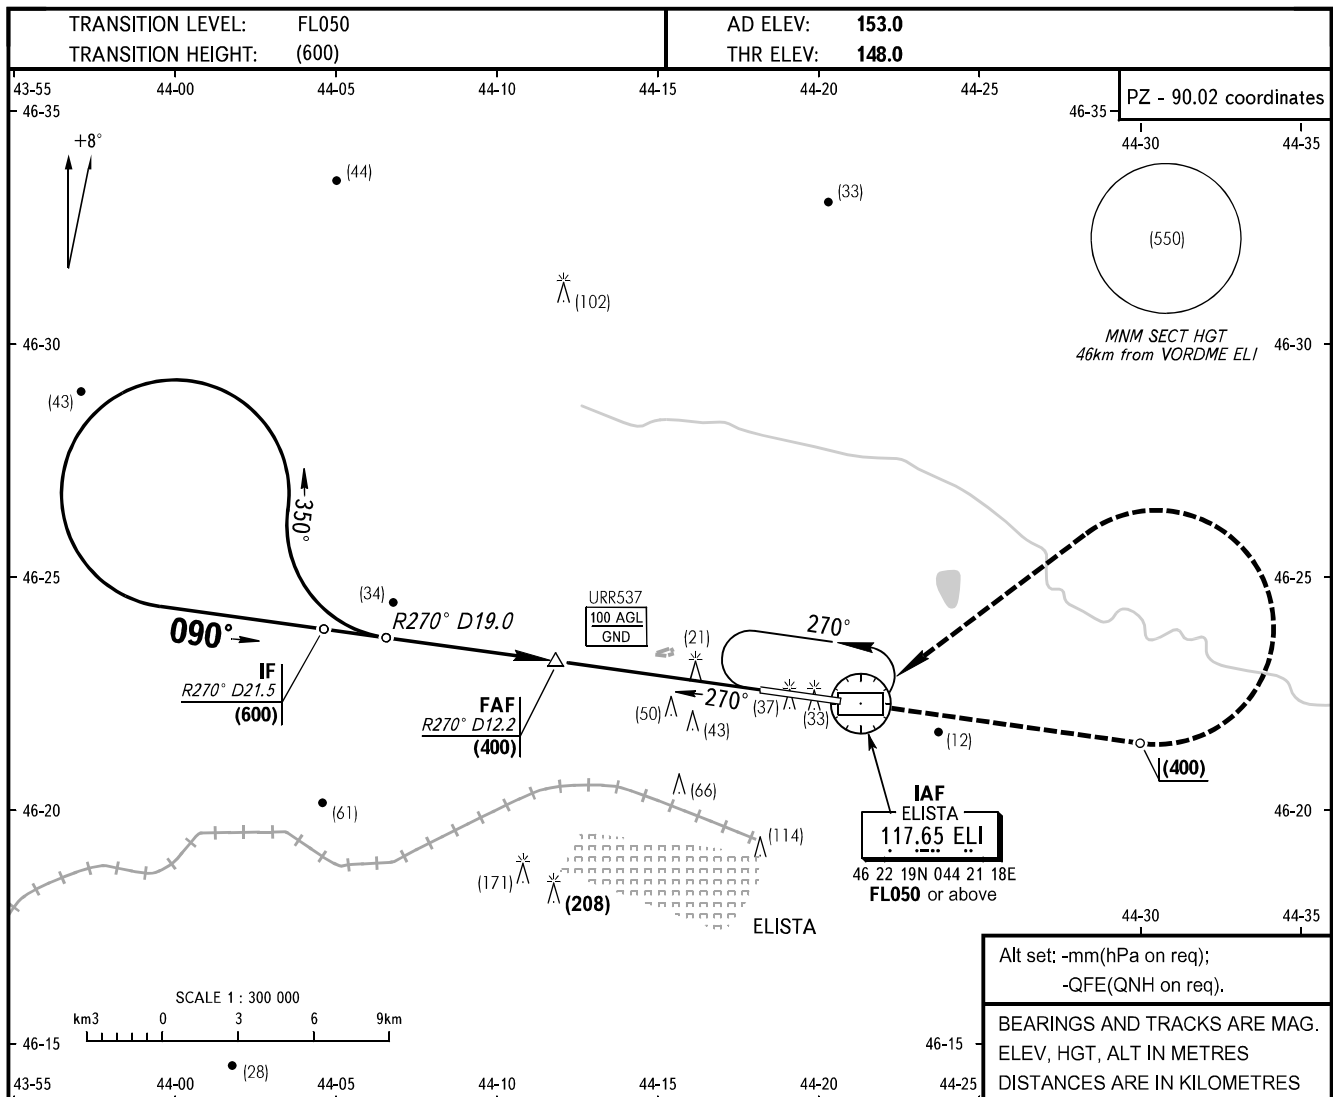 TRANSITION LEVEL: FL050
TRANSITION HEIGHT: (600)
AD ELEV: 153.0
THR ELEV: 148.0
43-55 44-00 44-05 44-10 44-15 44-20 44-25
46-35 46-35
PZ - 90.02 coordinates
44-30 44-35
+8°
(44)
(33)
(550)
(102)
MNM SECT HGT
46km from VORDME ELI
46-30 46-30
(43)
350°
46-25 46-25
(34)
URR537
100 AGL
GND
R270° D19.0
090°
270°
(21)
IF
R270° D21.5
(600)
FAF
R270° D12.2
(400)
270°
(37)
(33)
(50)
(43)
(12)
(400)
(66)
IAF
ELISTA
117.65 ELI
46 22 19N 044 21 18E
FL050 or above
46-20 46-20
(61)
(114)
(171)
(208)
ELISTA
44-30 44-35
Alt set: -mm(hPa on req);
-QFE(QNH on req).
SCALE 1 : 300 000
km3 0 3 6 9km
BEARINGS AND TRACKS ARE MAG.
ELEV, HGT, ALT IN METRES
DISTANCES ARE IN KILOMETRES
46-15 46-15
(28)
43-55 44-00 44-05 44-10 44-15 44-20 44-25